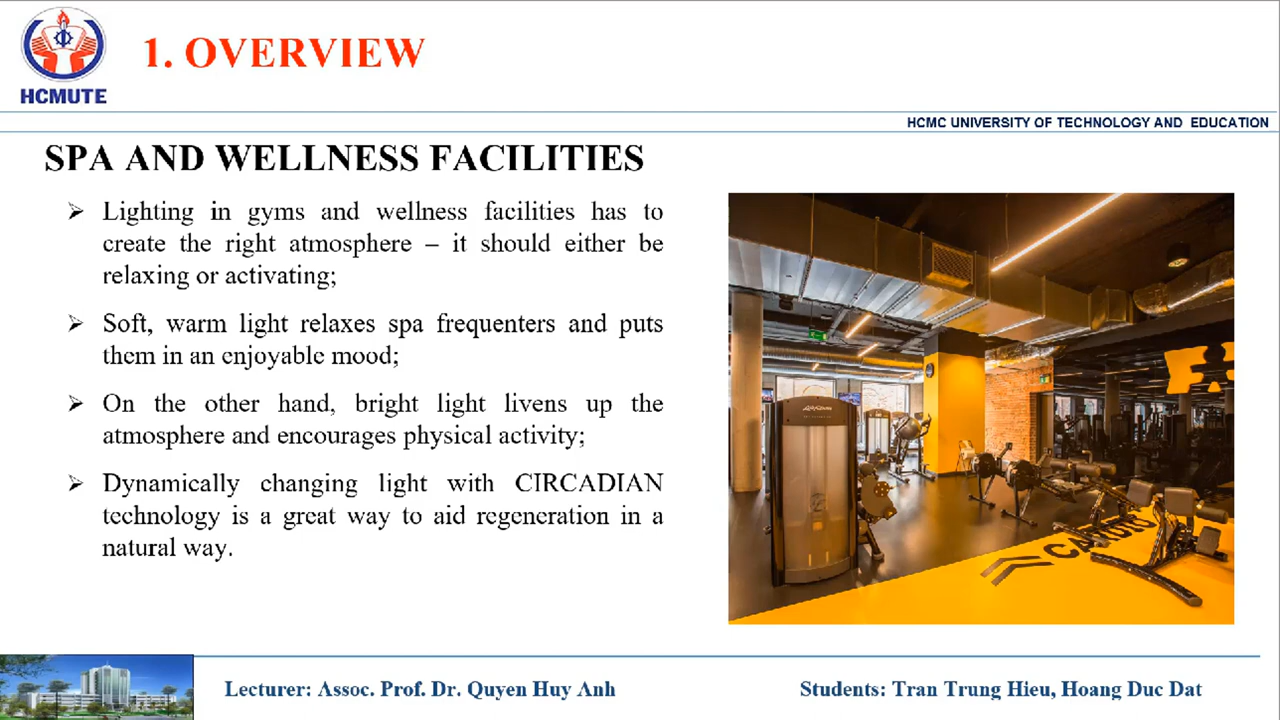 1. OVERVIEW
HCMUTE
HCMC UNIVERSITY OF TECHNOLOGY AND EDUCATION
SPA AND WELLNESS FACILITIES
Lighting in gyms and wellness facilities has to
create the right atmosphere – it should either be
relaxing or activating;
Soft, warm light relaxes spa frequenters and puts
them in an enjoyable mood;
On the other hand, bright light livens up the
atmosphere and encourages physical activity;
Dynamically changing light with CIRCADIAN
technology is a great way to aid regeneration in a
natural way.
CARDIO
Lecturer: Assoc. Prof. Dr. Quyen Huy Anh
Students: Tran Trung Hieu, Hoang Duc Dat